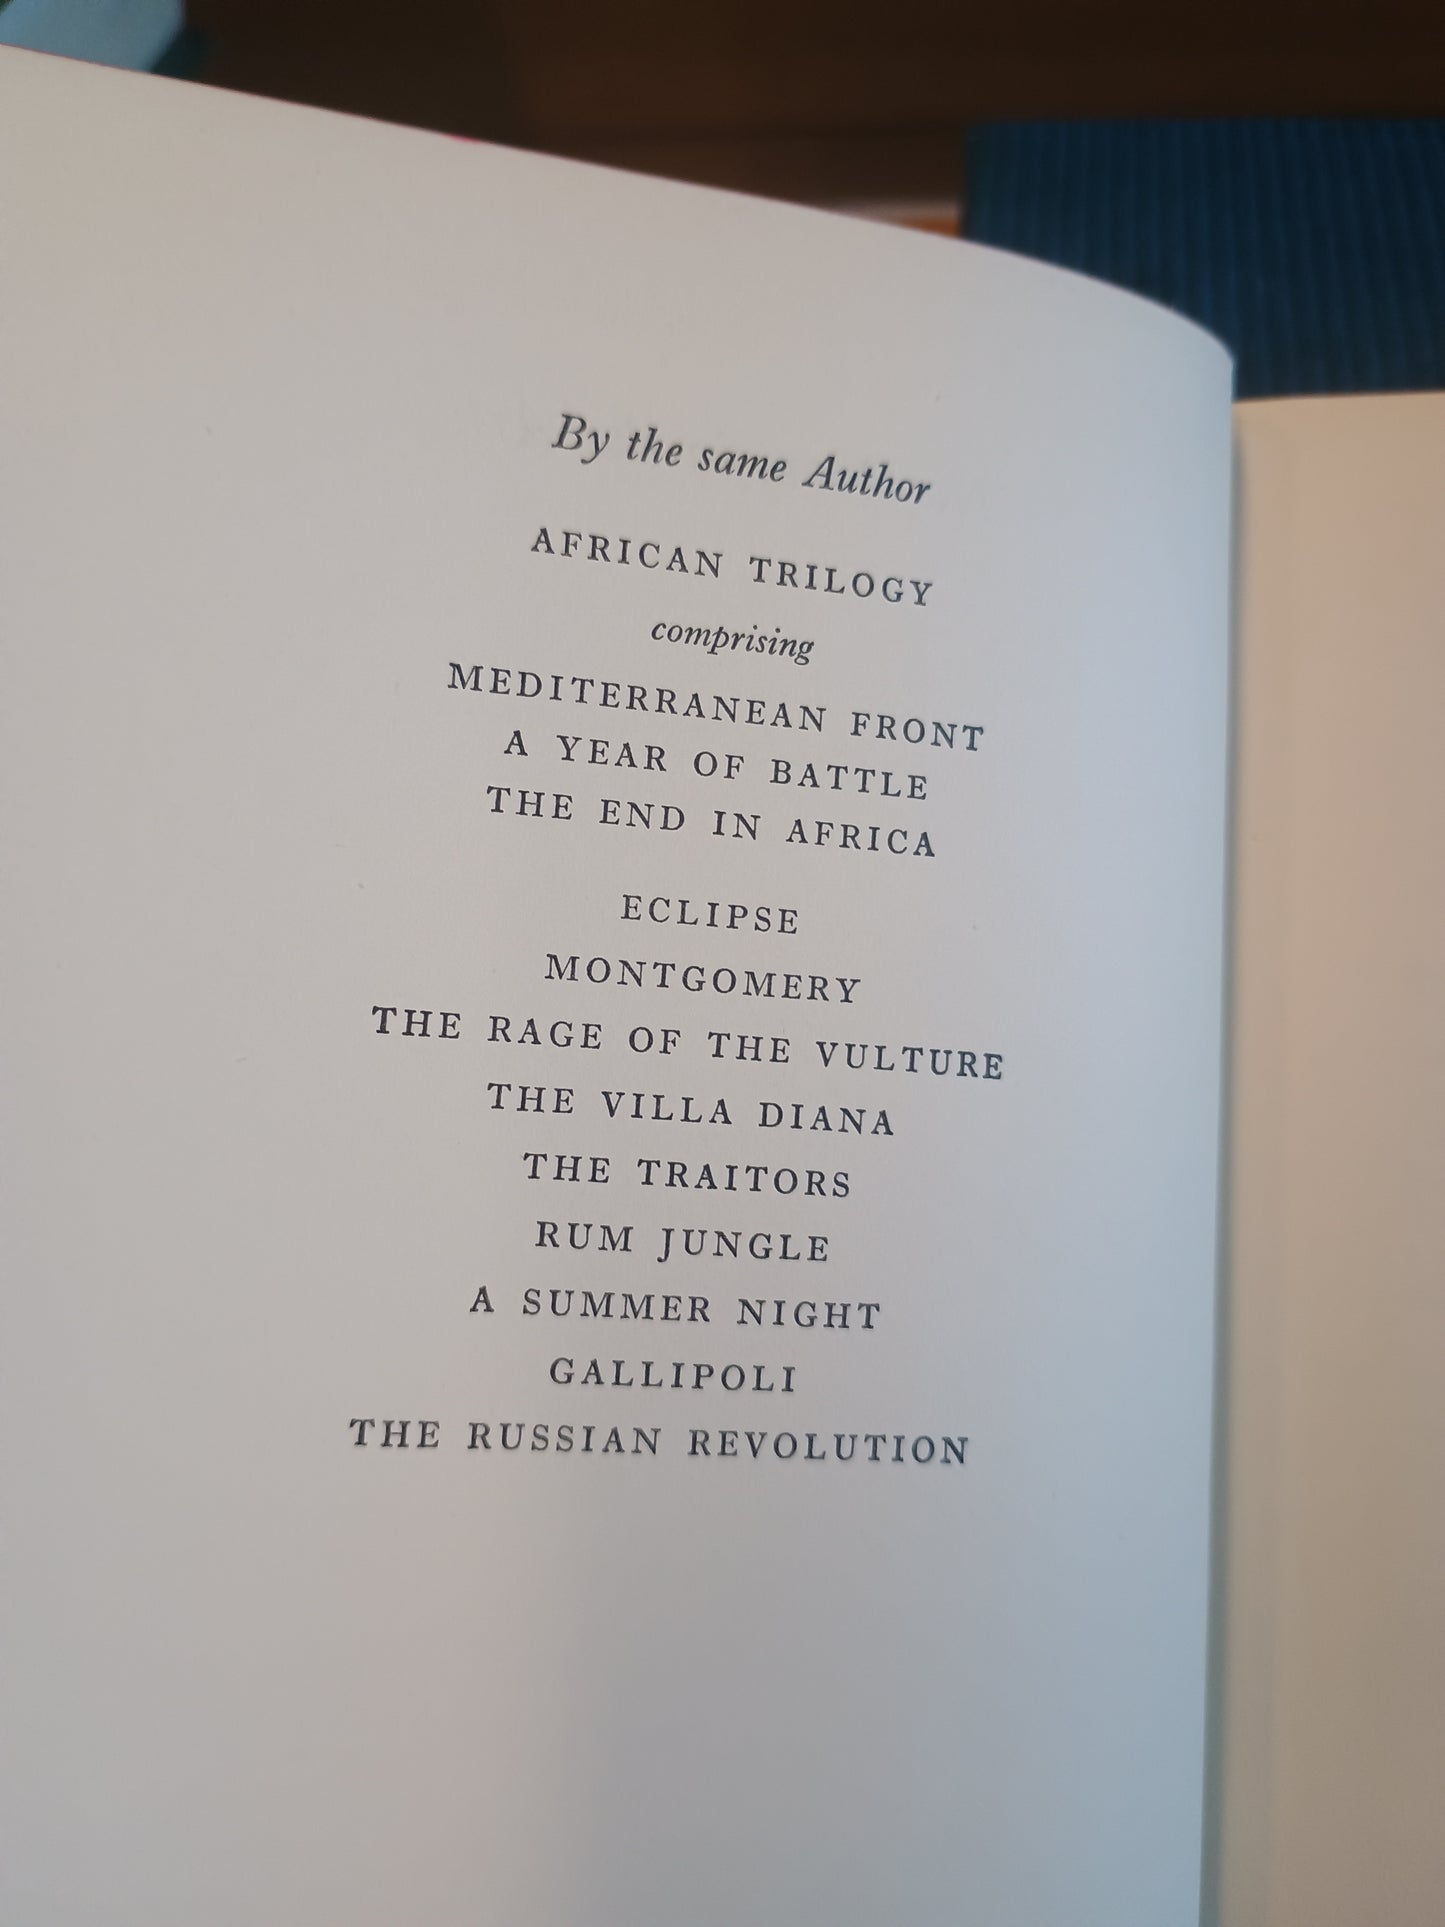 By the same Author
AFRICAN TRILOGY
comprising
MEDITERRANEAN FRONT
A YEAR OF BATTLE
THE END IN AFRICA
ECLIPSE
MONTGOMERY
THE RAGE OF THE VULTURE
THE VILLA DIANA
THE TRAITORS
RUM JUNGLE
A SUMMER NIGHT
GALLIPOLI
THE RUSSIAN REVOLUTION